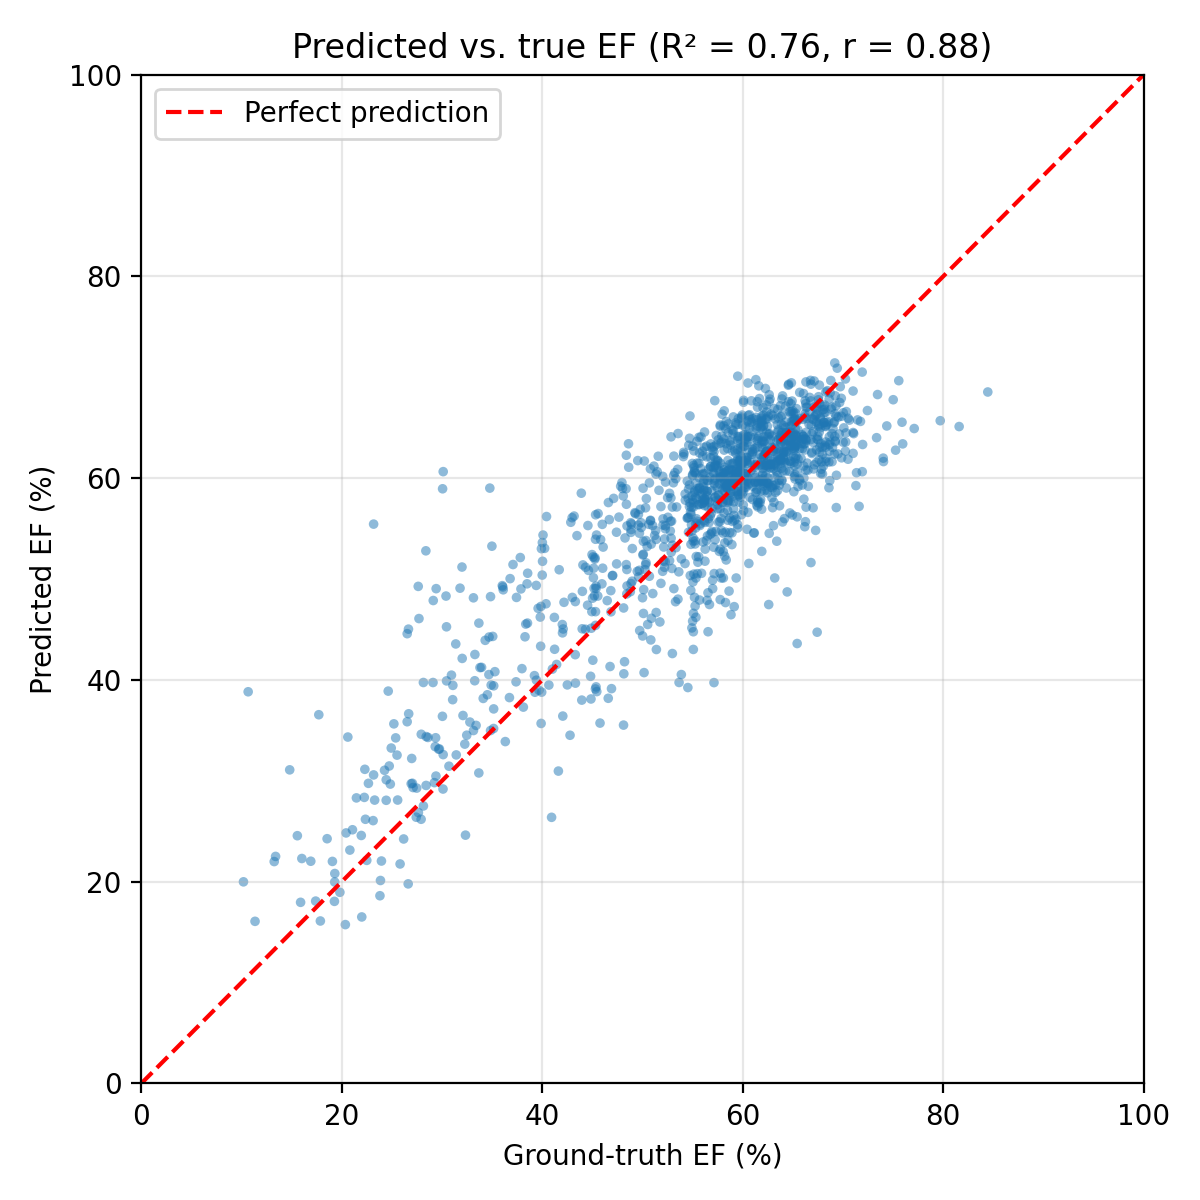 Predicted vs. true EF (R² = 0.76, r = 0.88)
Perfect prediction
100
80
60
40
20
0
Predicted EF (%)
0 20 40 60 80 100
Ground-truth EF (%)